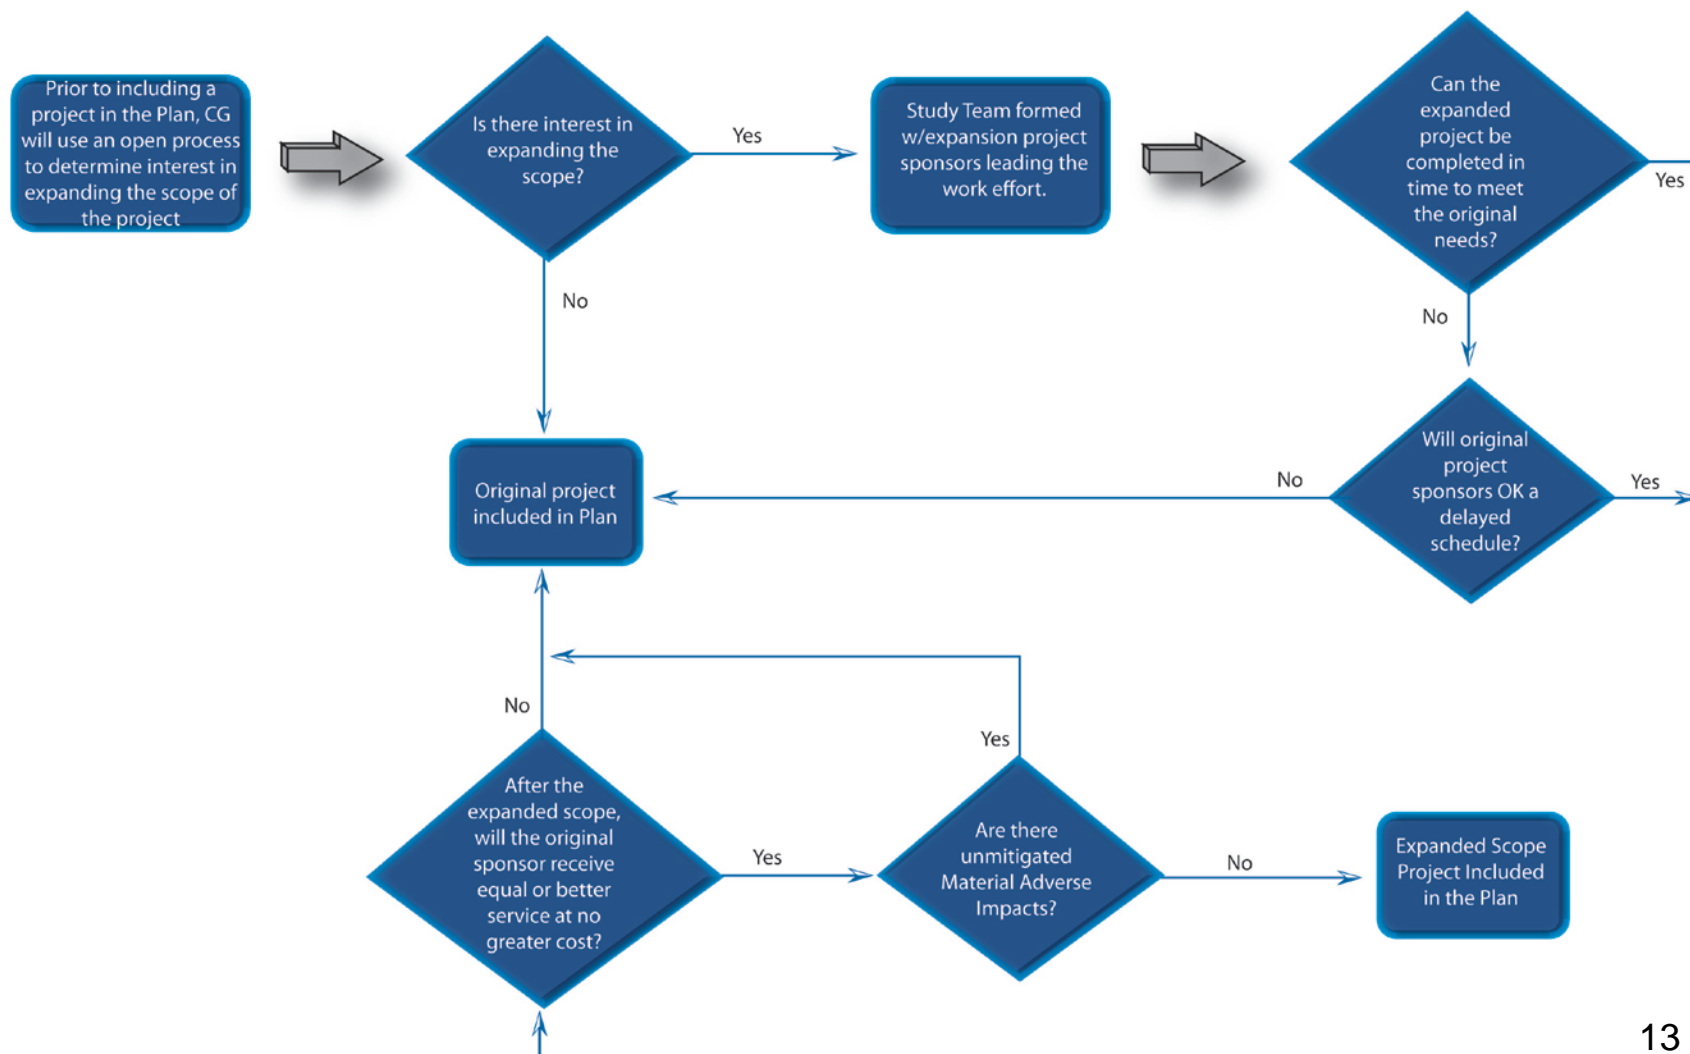 Prior to including a
project in the Plan, CG
will use an open process
to determine interest in
expanding the scope of
the project
Is there interest in
expanding the
scope?
Yes
No
Study Team formed
w/expansion project
sponsors leading the
work effort.
Can the
expanded
project be
completed in
time to meet
the original
needs?
Yes
No
Will original
project
sponsors OK a
delayed
schedule?
No
Yes
Original project
included in Plan
No
Yes
After the
expanded scope,
will the original
sponsor receive
equal or better
service at no
greater cost?
Yes
Are there
unmitigated
Material Adverse
Impacts?
No
Expanded Scope
Project Included
in the Plan
13